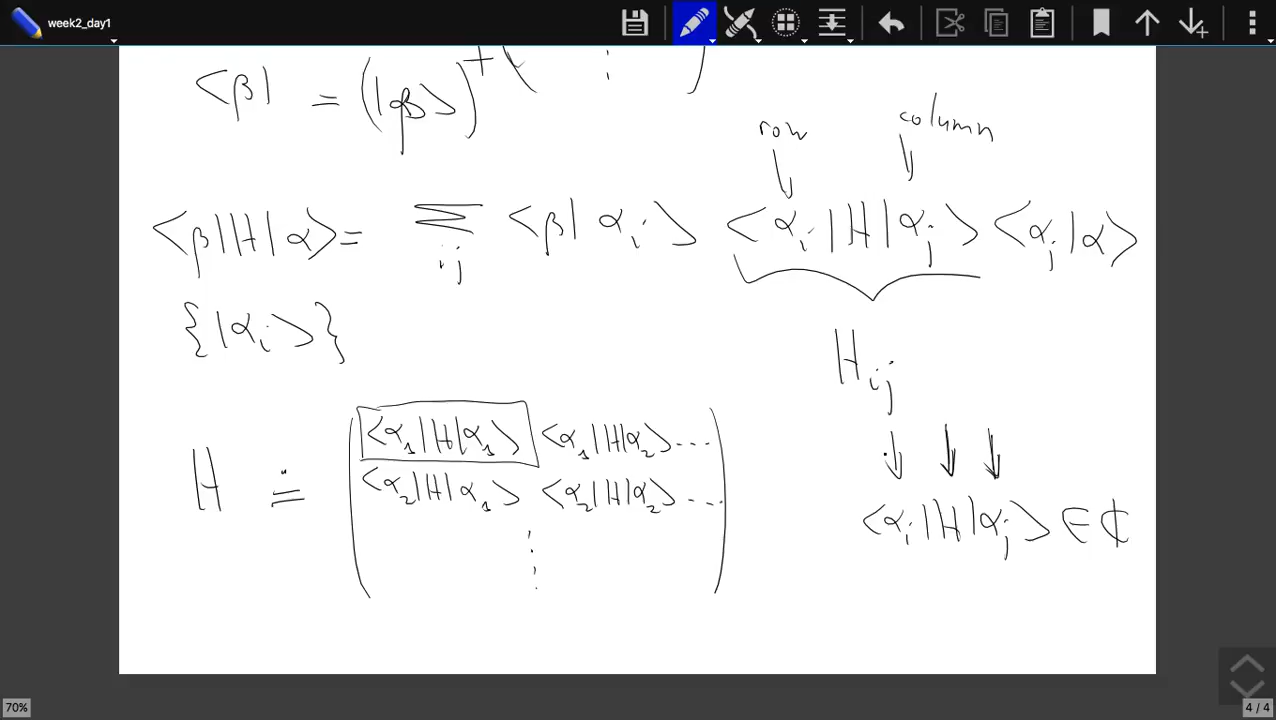 week2_day1
<β| = (|β>)†( ⋮ )
row
column
<β|H|α> = Σ <β|α_i> <α_i|H|α_j> <α_j|α>
ij
{|α_i>}
H_ij
H ≐ ( <α_1|H|α_1> <α_1|H|α_2> ...
<α_2|H|α_1> <α_2|H|α_2> ...
⋮ )
<α_i|H|α_j> ∈ ℂ
70%
4 / 4